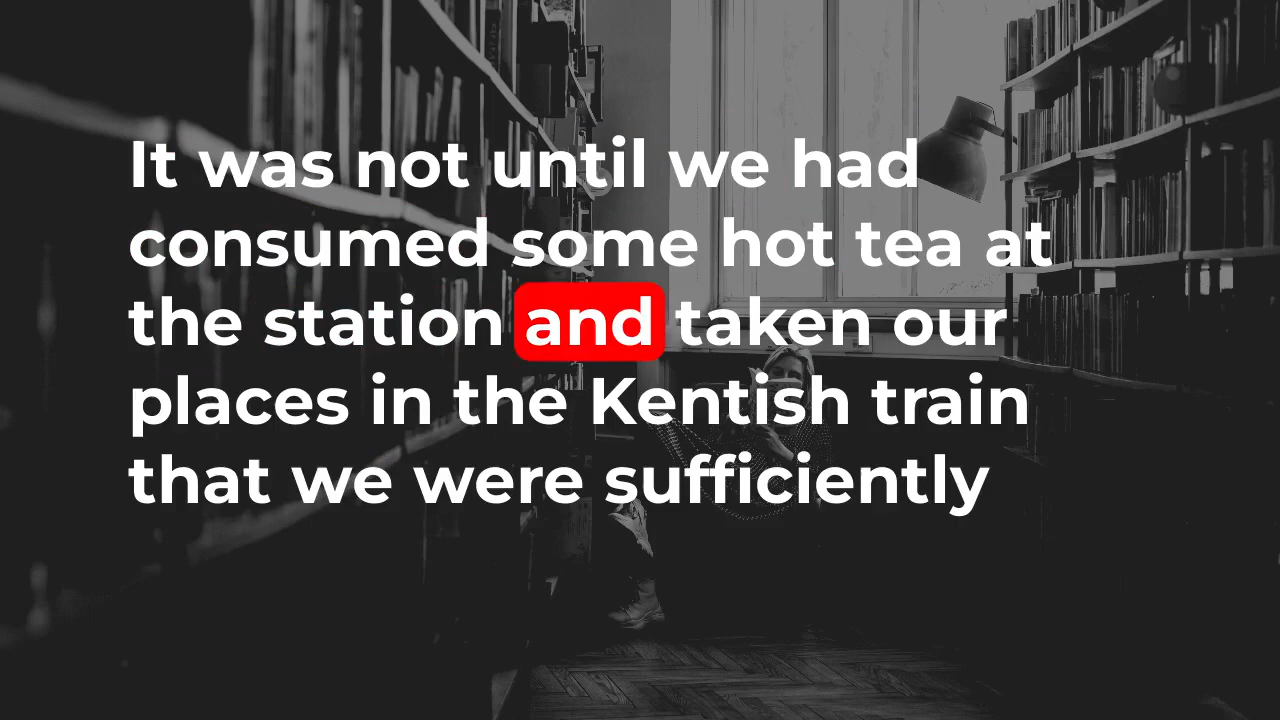 It was not until we had
consumed some hot tea at
the station and taken our
places in the Kentish train
that we were sufficiently